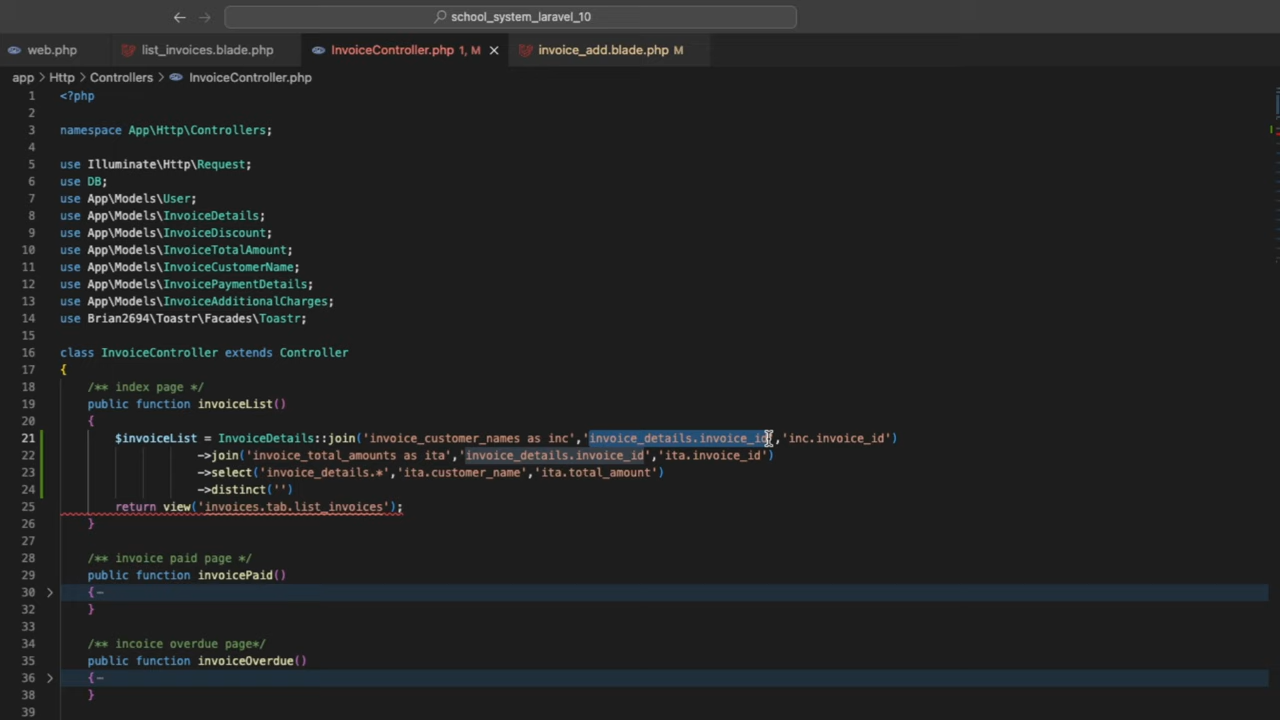 school_system_laravel_10
web.php list_invoices.blade.php InvoiceController.php 1, M invoice_add.blade.php M
app > Http > Controllers > InvoiceController.php
1 <?php
2
3 namespace App\Http\Controllers;
4
5 use Illuminate\Http\Request;
6 use DB;
7 use App\Models\User;
8 use App\Models\InvoiceDetails;
9 use App\Models\InvoiceDiscount;
10 use App\Models\InvoiceTotalAmount;
11 use App\Models\InvoiceCustomerName;
12 use App\Models\InvoicePaymentDetails;
13 use App\Models\InvoiceAdditionalCharges;
14 use Brian2694\Toastr\Facades\Toastr;
15
16 class InvoiceController extends Controller
17 {
18 /** index page */
19 public function invoiceList()
20 {
21 $invoiceList = InvoiceDetails::join('invoice_customer_names as inc','invoice_details.invoice_id','inc.invoice_id')
22 ->join('invoice_total_amounts as ita','invoice_details.invoice_id','ita.invoice_id')
23 ->select('invoice_details.*','ita.customer_name','ita.total_amount')
24 ->distinct('')
25 return view('invoices.tab.list_invoices');
26 }
27
28 /** invoice paid page */
29 public function invoicePaid()
30 {
32 }
33
34 /** incoice overdue page*/
35 public function invoiceOverdue()
36 {
38 }
39